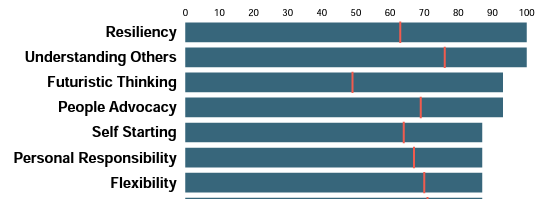 0 10 20 30 40 50 60 70 80 90 100
Resiliency
Understanding Others
Futuristic Thinking
People Advocacy
Self Starting
Personal Responsibility
Flexibility